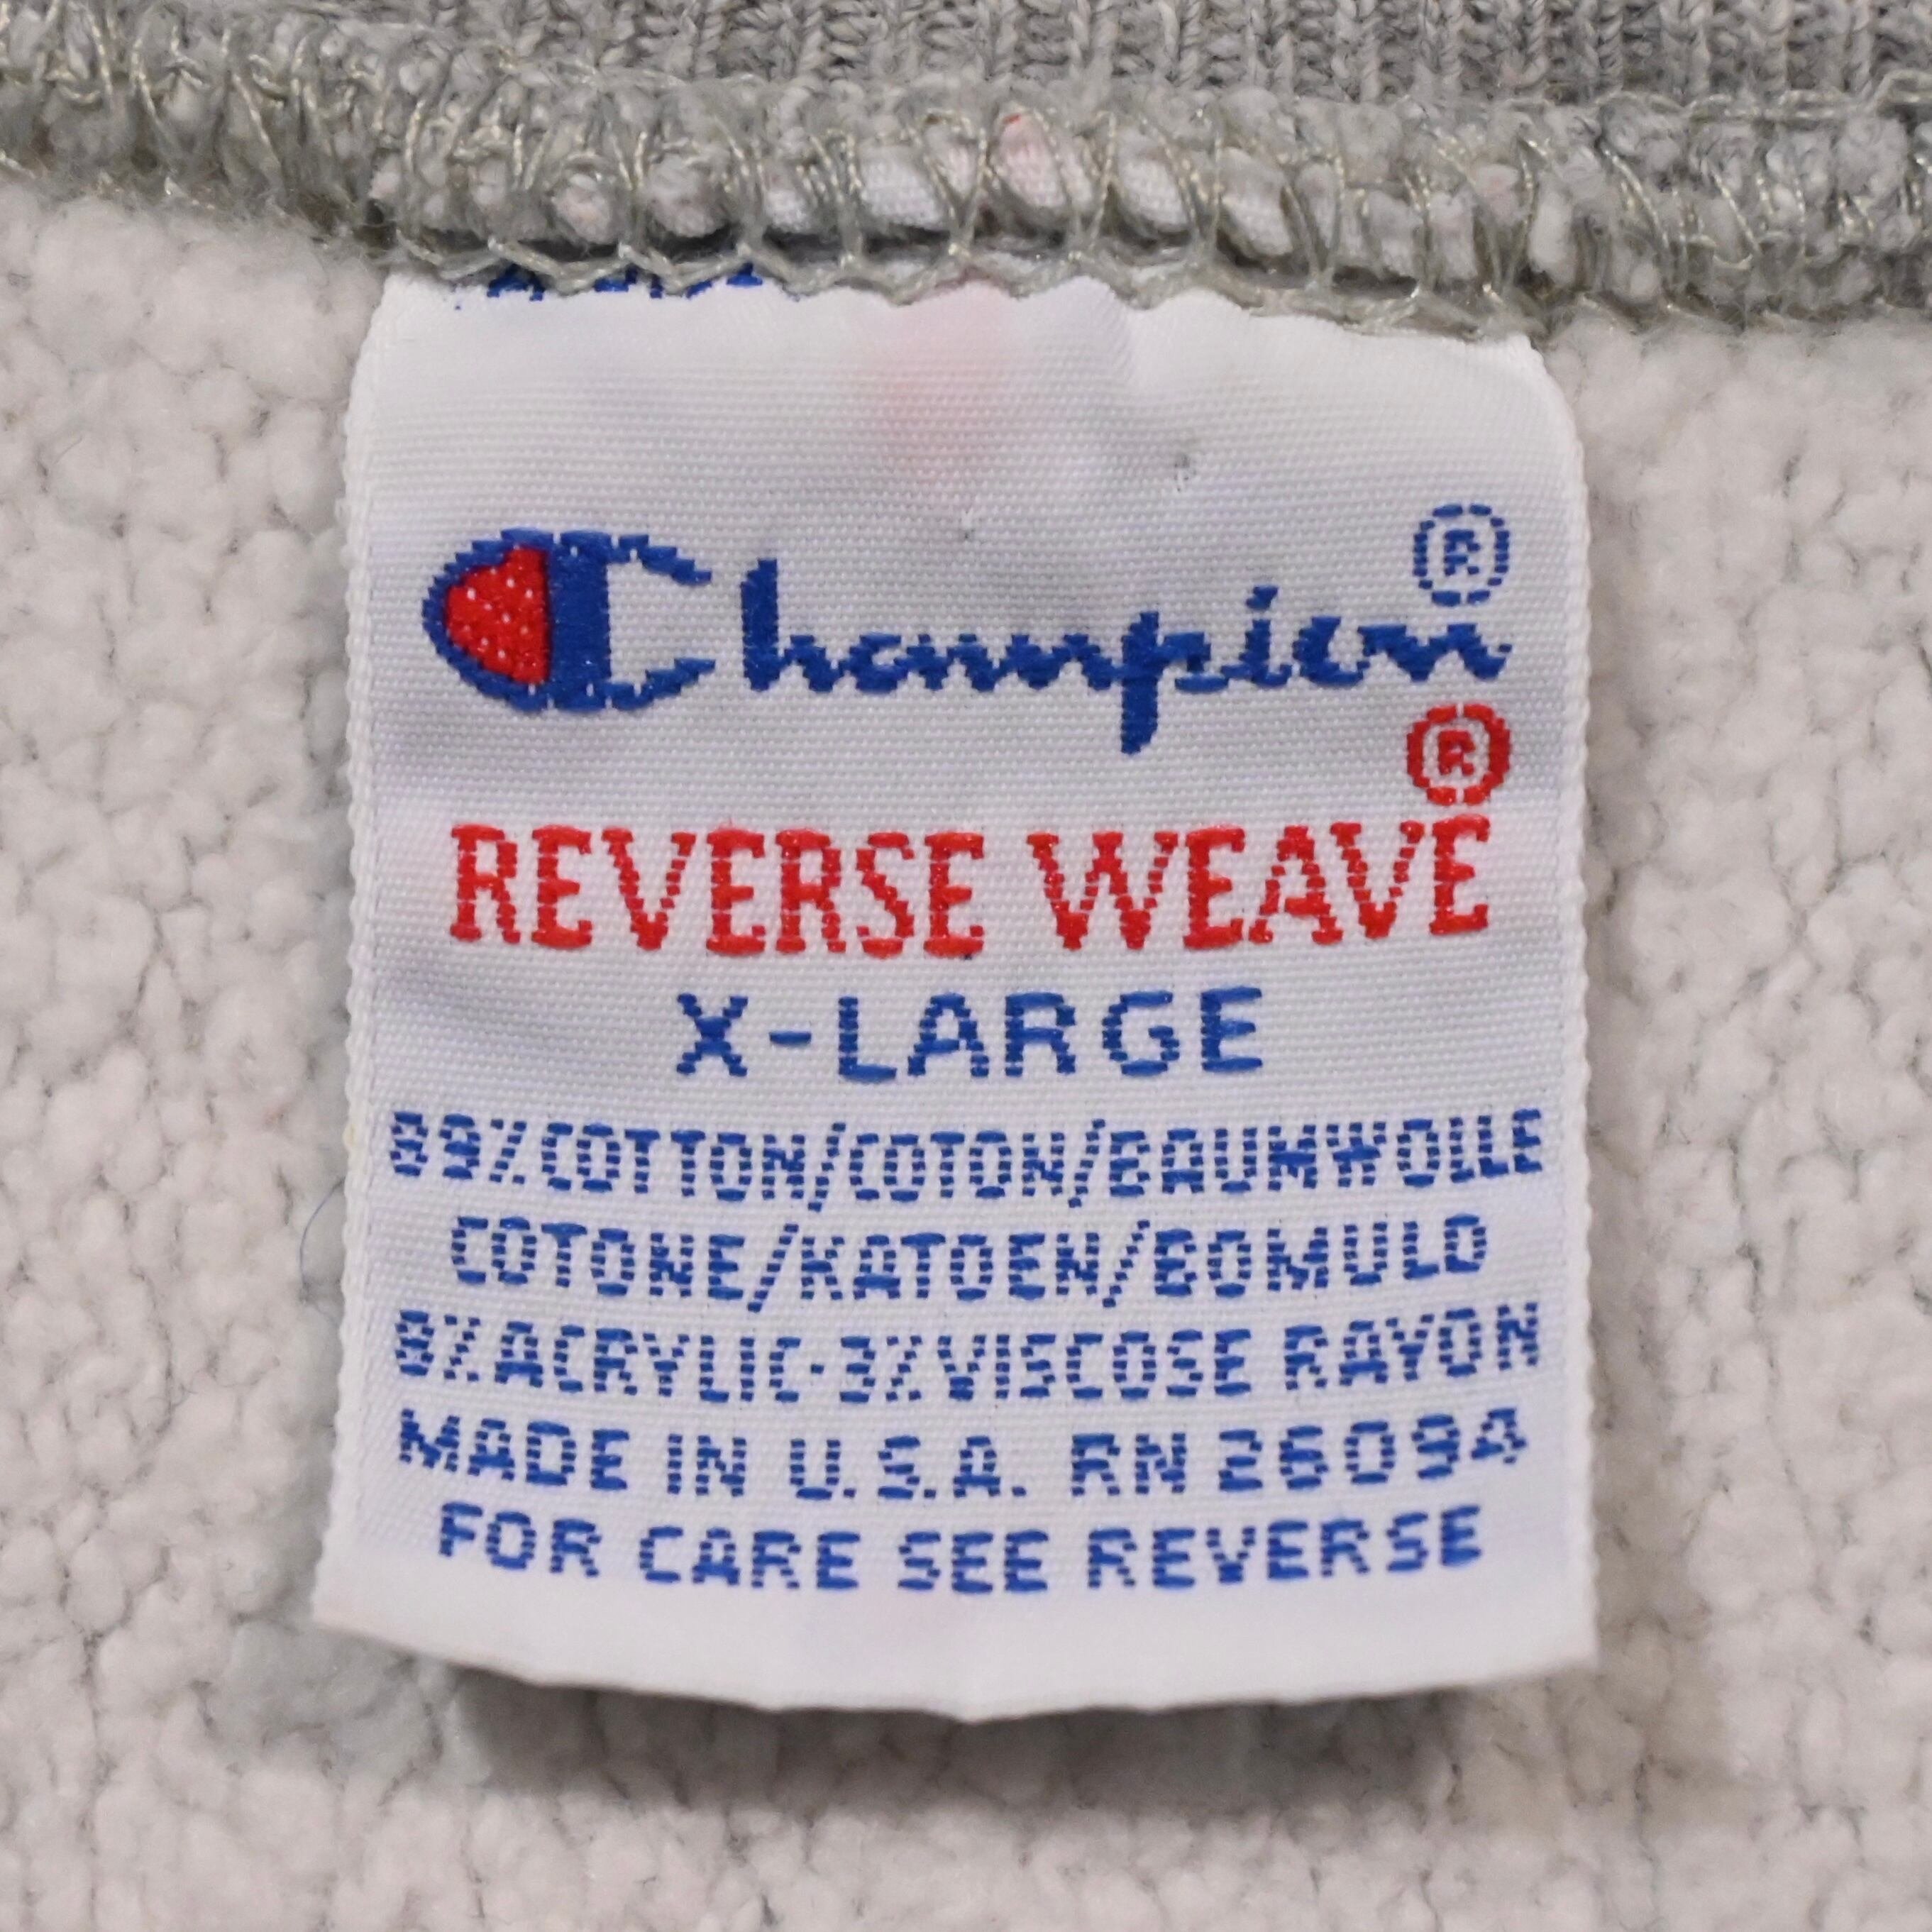 Champion®
®
REVERSE WEAVE
X-LARGE
89%COTTON/COTON/BAUMWOLLE
COTONE/KATOEN/BOMULD
8%ACRYLIC-3%VISCOSE RAYON
MADE IN U.S.A. RN 26094
FOR CARE SEE REVERSE